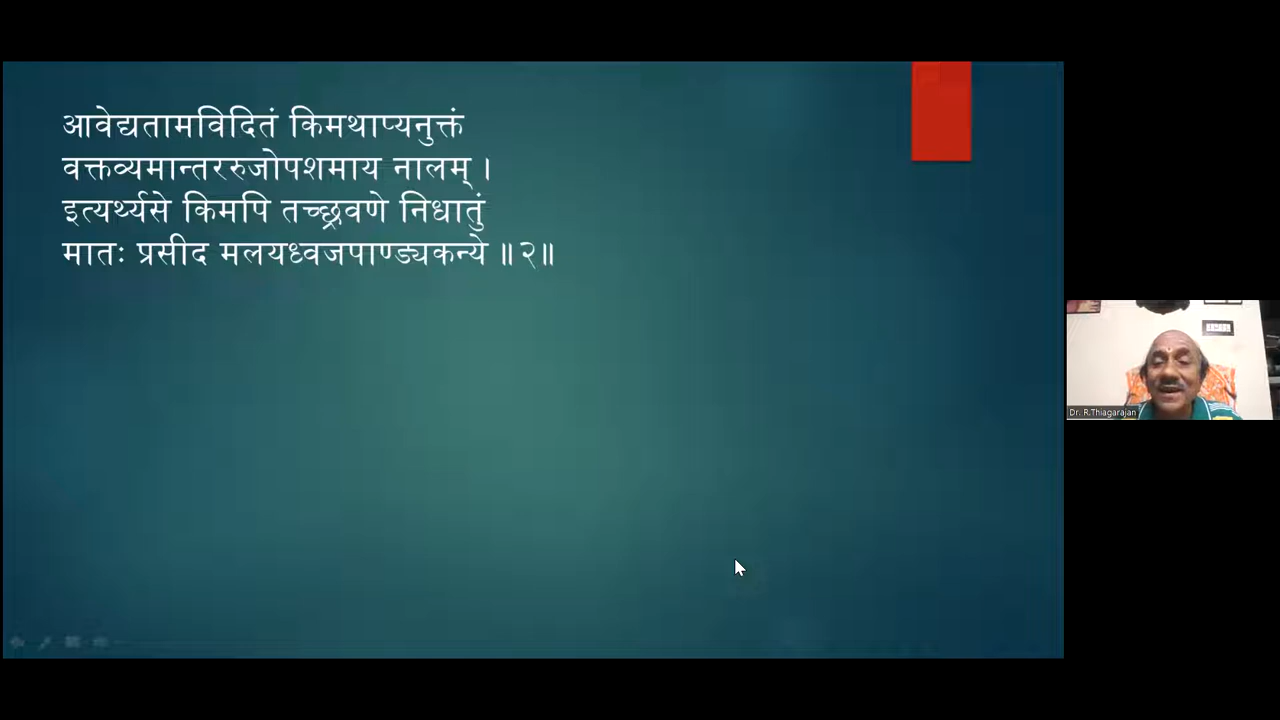 आवेद्यतामविदितं किमथाप्यनुक्तं
वक्तव्यमान्तररुजोपशमाय नालम् ।
इत्यर्थ्यसे किमपि तच्छ्रवणे निधातुं
मातः प्रसीद मलयध्वजपाण्ड्यकन्ये ॥२॥
Dr. R.Thiagarajan